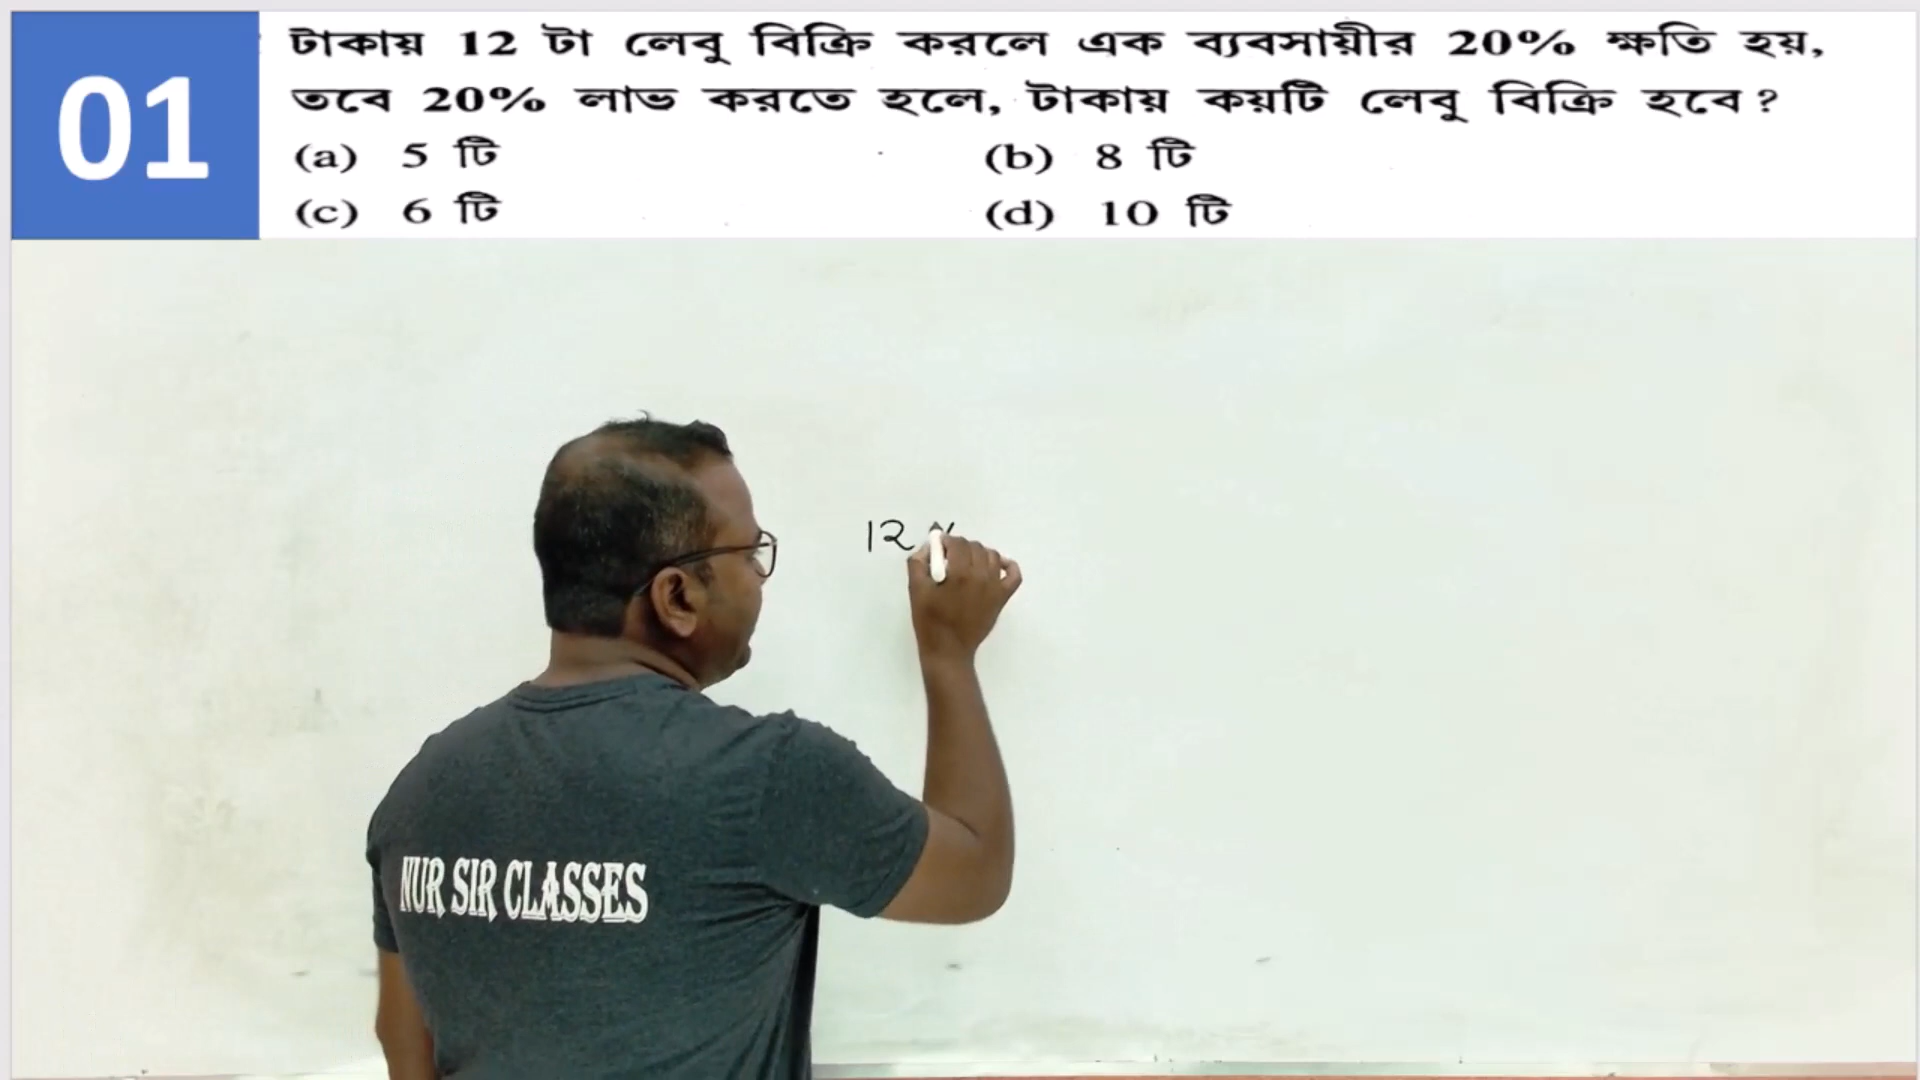 01
টাকায় 12 টা লেবু বিক্রি করলে এক ব্যবসায়ীর 20% ক্ষতি হয়,
তবে 20% লাভ করতে হলে, টাকায় কয়টি লেবু বিক্রি হবে?
(a) 5 টি (b) 8 টি
(c) 6 টি (d) 10 টি
12
NUR SIR CLASSES